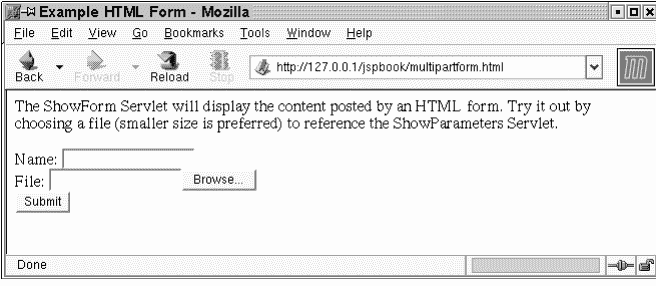 Example HTML Form - Mozilla
File Edit View Go Bookmarks Tools Window Help
Back Forward Reload Stop http://127.0.0.1/jspbook/multipartform.html
The ShowForm Servlet will display the content posted by an HTML form. Try it out by
choosing a file (smaller size is preferred) to reference the ShowParameters Servlet.
Name:
File: Browse...
Submit
Done